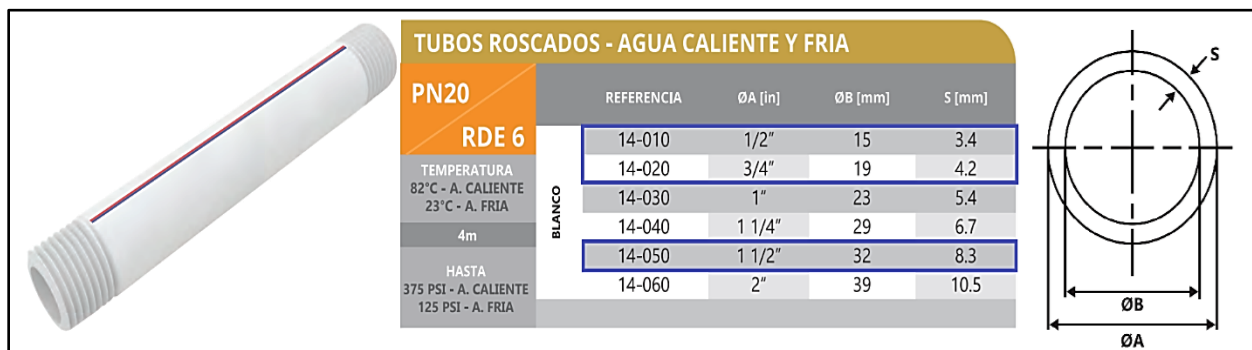 TUBOS ROSCADOS - AGUA CALIENTE Y FRIA
PN20
RDE 6
TEMPERATURA
82°C - A. CALIENTE
23°C - A. FRIA
4m
HASTA
375 PSI - A. CALIENTE
125 PSI - A. FRIA
BLANCO
REFERENCIA ØA [in] ØB [mm] S [mm]
14-010 1/2" 15 3.4
14-020 3/4" 19 4.2
14-030 1" 23 5.4
14-040 1 1/4" 29 6.7
14-050 1 1/2" 32 8.3
14-060 2" 39 10.5
S
ØB
ØA